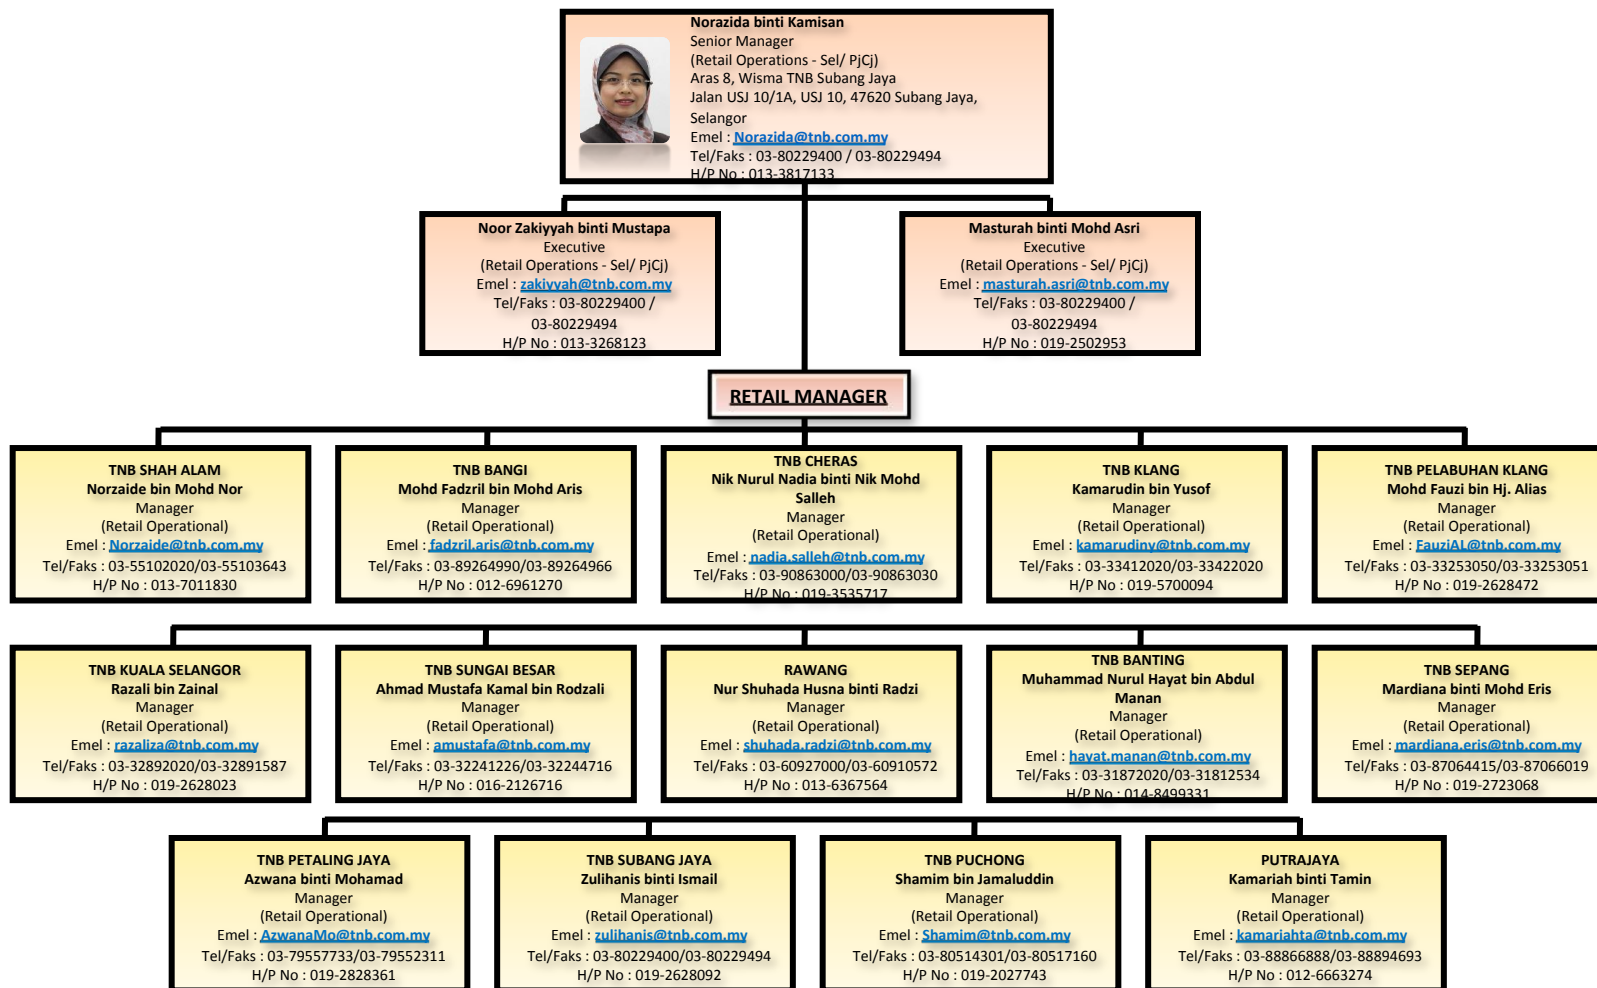 Norazida binti Kamisan
Senior Manager
(Retail Operations - Sel/ PjCj)
Aras 8, Wisma TNB Subang Jaya
Jalan USJ 10/1A, USJ 10, 47620 Subang Jaya,
Selangor
Emel : Norazida@tnb.com.my
Tel/Faks : 03-80229400 / 03-80229494
H/P No : 013-3817133
Noor Zakiyyah binti Mustapa
Executive
(Retail Operations - Sel/ PjCj)
Emel : zakiyyah@tnb.com.my
Tel/Faks : 03-80229400 /
03-80229494
H/P No : 013-3268123
Masturah binti Mohd Asri
Executive
(Retail Operations - Sel/ PjCj)
Emel : masturah.asri@tnb.com.my
Tel/Faks : 03-80229400 /
03-80229494
H/P No : 019-2502953
RETAIL MANAGER
TNB SHAH ALAM
Norzaide bin Mohd Nor
Manager
(Retail Operational)
Emel : Norzaide@tnb.com.my
Tel/Faks : 03-55102020/03-55103643
H/P No : 013-7011830
TNB BANGI
Mohd Fadzril bin Mohd Aris
Manager
(Retail Operational)
Emel : fadzril.aris@tnb.com.my
Tel/Faks : 03-89264990/03-89264966
H/P No : 012-6961270
TNB CHERAS
Nik Nurul Nadia binti Nik Mohd
Salleh
Manager
(Retail Operational)
Emel : nadia.salleh@tnb.com.my
Tel/Faks : 03-90863000/03-90863030
H/P No : 019-3535717
TNB KLANG
Kamarudin bin Yusof
Manager
(Retail Operational)
Emel : kamarudiny@tnb.com.my
Tel/Faks : 03-33412020/03-33422020
H/P No : 019-5700094
TNB PELABUHAN KLANG
Mohd Fauzi bin Hj. Alias
Manager
(Retail Operational)
Emel : FauziAL@tnb.com.my
Tel/Faks : 03-33253050/03-33253051
H/P No : 019-2628472
TNB KUALA SELANGOR
Razali bin Zainal
Manager
(Retail Operational)
Emel : razaliza@tnb.com.my
Tel/Faks : 03-32892020/03-32891587
H/P No : 019-2628023
TNB SUNGAI BESAR
Ahmad Mustafa Kamal bin Rodzali
Manager
(Retail Operational)
Emel : amustafa@tnb.com.my
Tel/Faks : 03-32241226/03-32244716
H/P No : 016-2126716
RAWANG
Nur Shuhada Husna binti Radzi
Manager
(Retail Operational)
Emel : shuhada.radzi@tnb.com.my
Tel/Faks : 03-60927000/03-60910572
H/P No : 013-6367564
TNB BANTING
Muhammad Nurul Hayat bin Abdul
Manan
Manager
(Retail Operational)
Emel : hayat.manan@tnb.com.my
Tel/Faks : 03-31872020/03-31812534
H/P No : 014-8499331
TNB SEPANG
Mardiana binti Mohd Eris
Manager
(Retail Operational)
Emel : mardiana.eris@tnb.com.my
Tel/Faks : 03-87064415/03-87066019
H/P No : 019-2723068
TNB PETALING JAYA
Azwana binti Mohamad
Manager
(Retail Operational)
Emel : AzwanaMo@tnb.com.my
Tel/Faks : 03-79557733/03-79552311
H/P No : 019-2828361
TNB SUBANG JAYA
Zulihanis binti Ismail
Manager
(Retail Operational)
Emel : zulihanis@tnb.com.my
Tel/Faks : 03-80229400/03-80229494
H/P No : 019-2628092
TNB PUCHONG
Shamim bin Jamaluddin
Manager
(Retail Operational)
Emel : Shamim@tnb.com.my
Tel/Faks : 03-80514301/03-80517160
H/P No : 019-2027743
PUTRAJAYA
Kamariah binti Tamin
Manager
(Retail Operational)
Emel : kamariahta@tnb.com.my
Tel/Faks : 03-88866888/03-88894693
H/P No : 012-6663274